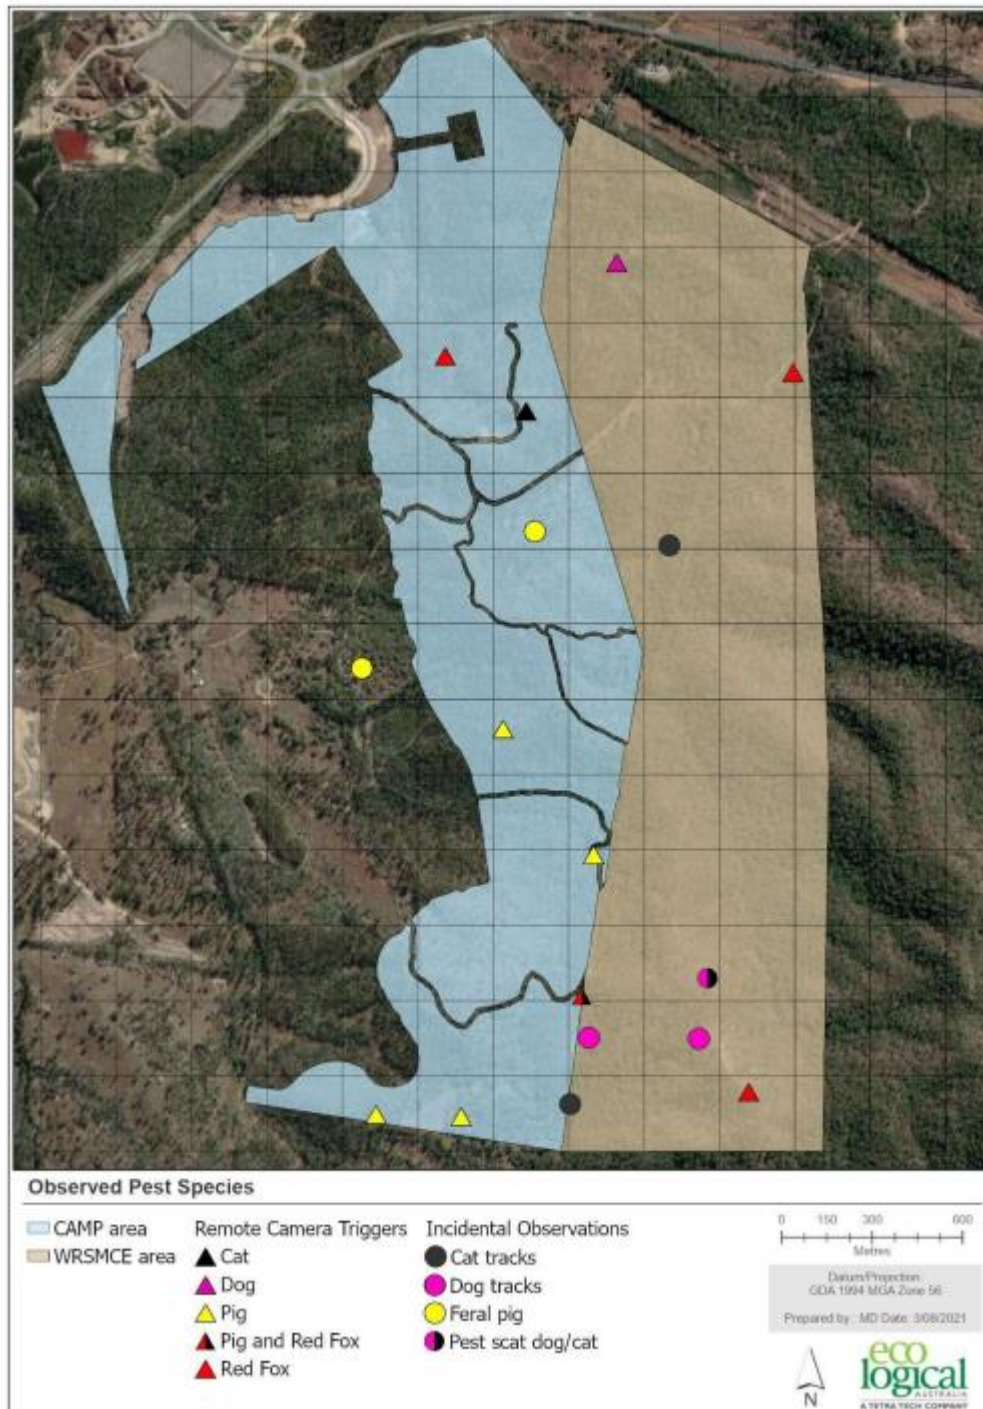 Observed Pest Species
CAMP area
WRSMCE area
Remote Camera Triggers
Cat
Dog
Pig
Pig and Red Fox
Red Fox
Incidental Observations
Cat tracks
Dog tracks
Feral pig
Pest scat dog/cat
0 150 300 600
Metres
Datum/Projection:
GDA 1994 MGA Zone 56
Prepared by: MD Date: 3/08/2021
N
eco
logical
AUSTRALIA
A TETRA TECH COMPANY